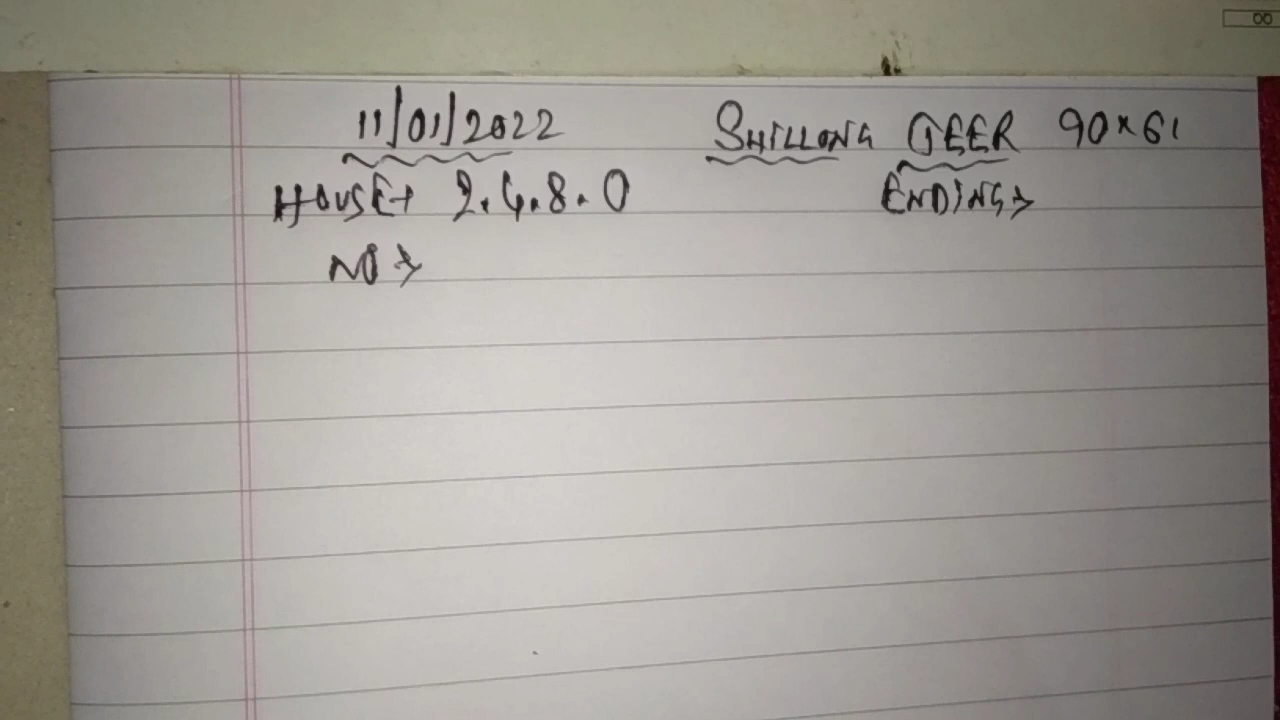 11/01/2022 SHILLONG TEER 90×61
HOUSE→ 2.4.8.0 ENDING→
NO→